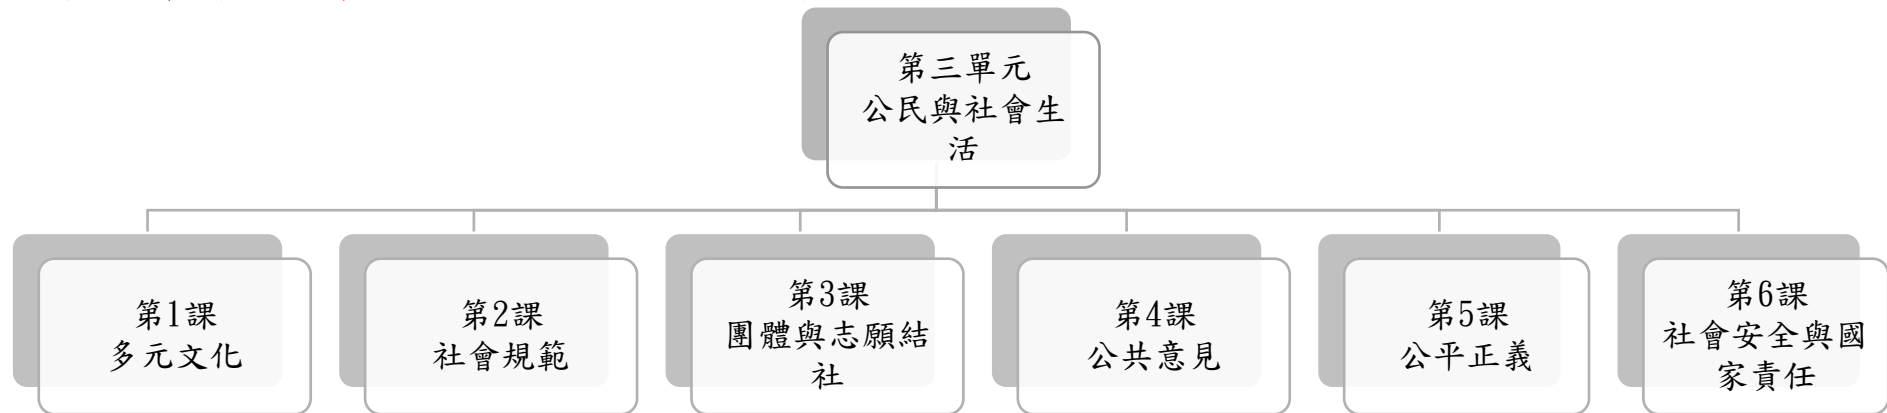 第三單元
公民與社會生
活
第1課
多元文化
第2課
社會規範
第3課
團體與志願結
社
第4課
公共意見
第5課
公平正義
第6課
社會安全與國
家責任